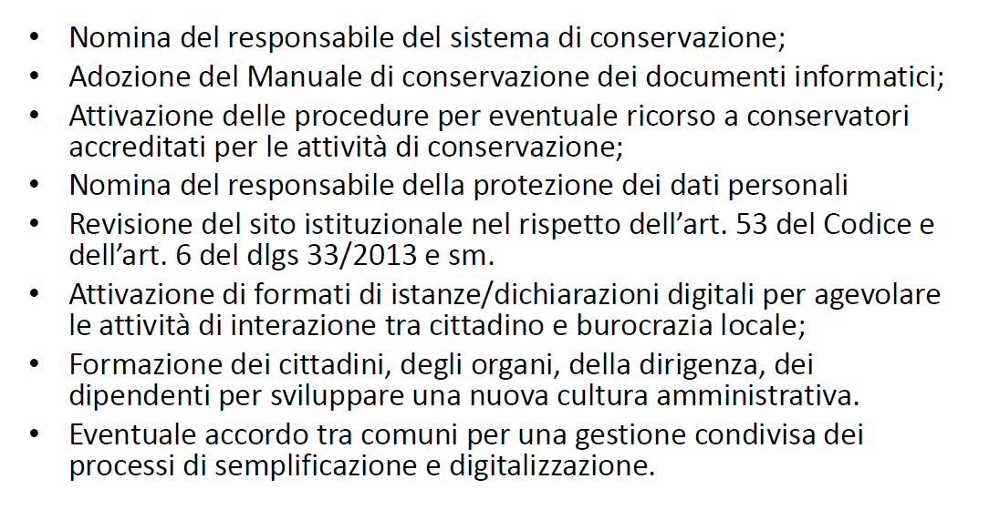 • Nomina del responsabile del sistema di conservazione;
• Adozione del Manuale di conservazione dei documenti informatici;
• Attivazione delle procedure per eventuale ricorso a conservatori
accreditati per le attività di conservazione;
• Nomina del responsabile della protezione dei dati personali
• Revisione del sito istituzionale nel rispetto dell’art. 53 del Codice e
dell’art. 6 del dlgs 33/2013 e sm.
• Attivazione di formati di istanze/dichiarazioni digitali per agevolare
le attività di interazione tra cittadino e burocrazia locale;
• Formazione dei cittadini, degli organi, della dirigenza, dei
dipendenti per sviluppare una nuova cultura amministrativa.
• Eventuale accordo tra comuni per una gestione condivisa dei
processi di semplificazione e digitalizzazione.